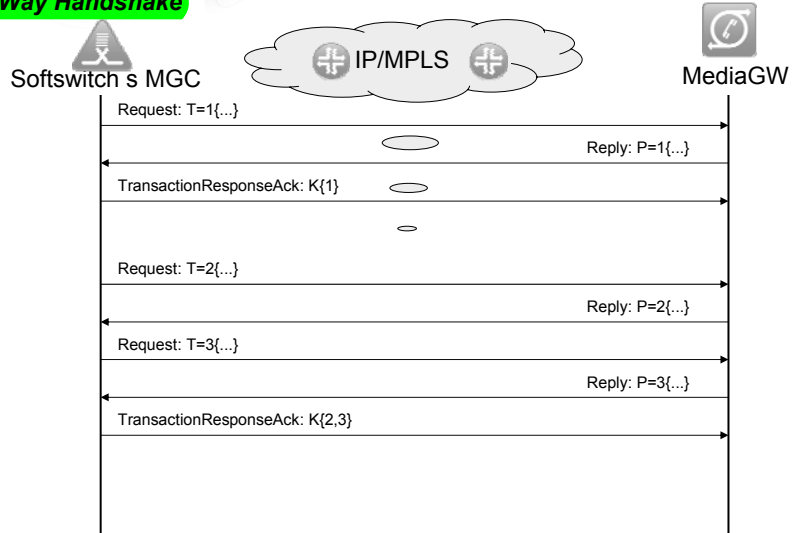 Way Handshake
IP/MPLS
Softswitch s MGC
MediaGW
Request: T=1{...}
Reply: P=1{...}
TransactionResponseAck: K{1}
Request: T=2{...}
Reply: P=2{...}
Request: T=3{...}
Reply: P=3{...}
TransactionResponseAck: K{2,3}